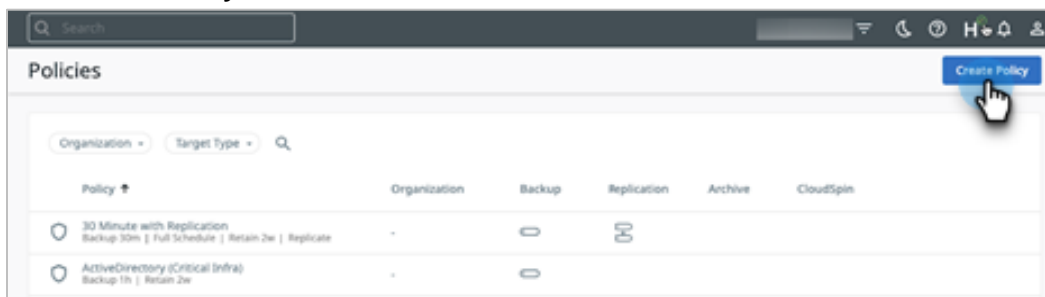 Search
Policies
Create Policy
Organization
Target Type
Policy
Organization
Backup
Replication
Archive
CloudSpin
30 Minute with Replication
Backup 30m | Full Schedule | Retain 2w | Replicate
-
ActiveDirectory (Critical Infra)
Backup 1h | Retain 2w
-